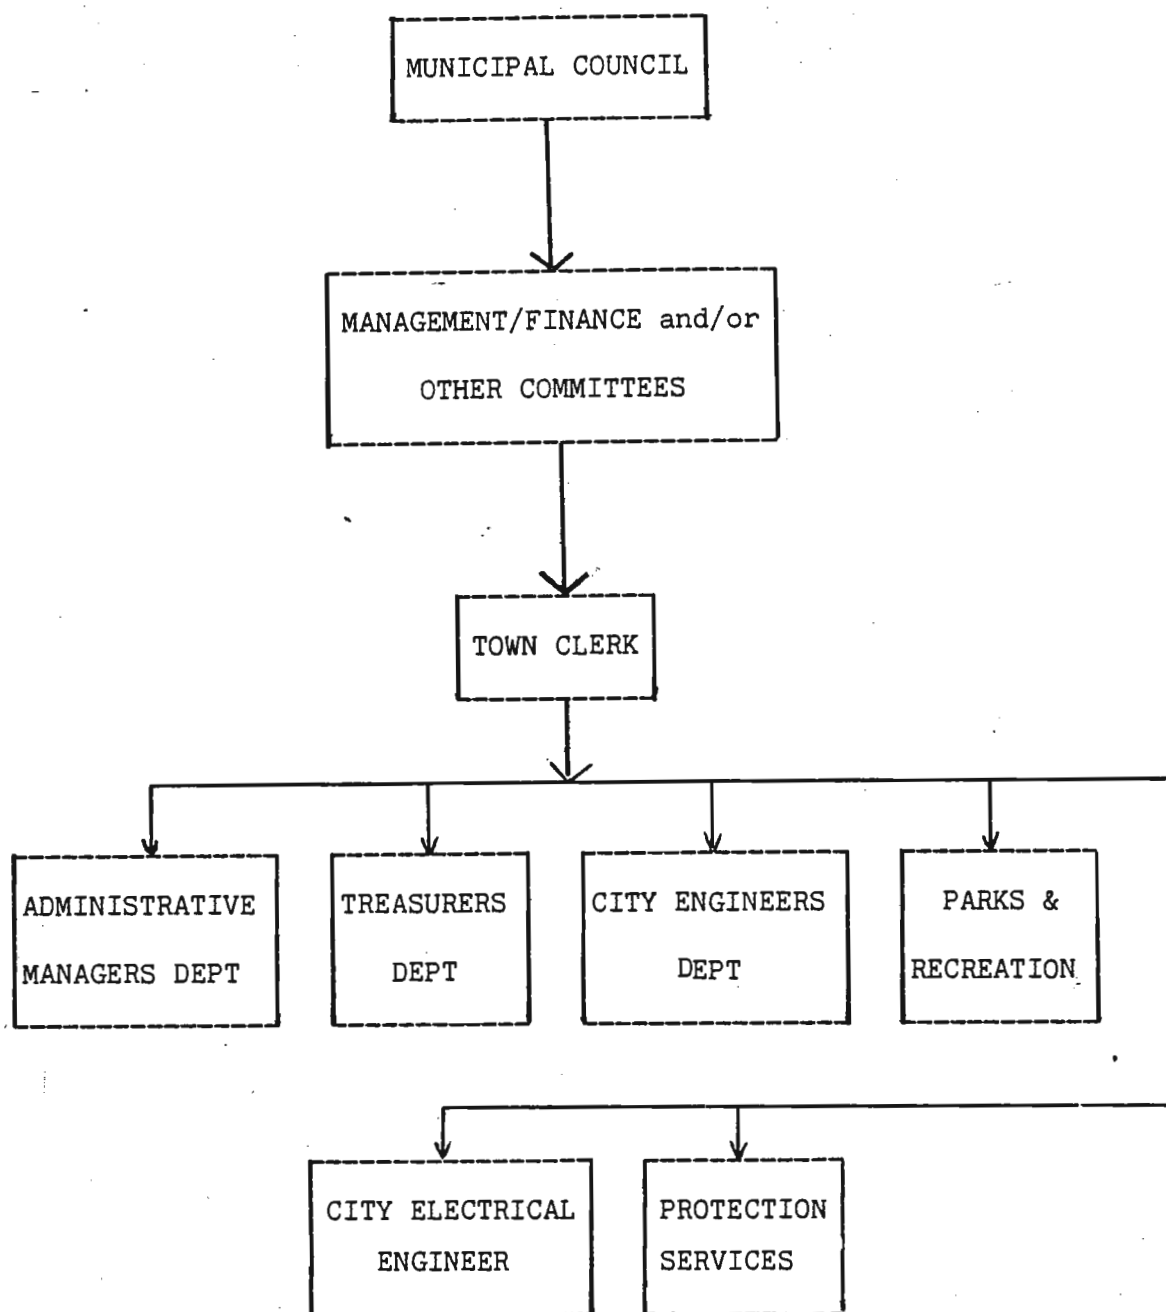 MUNICIPAL COUNCIL
MANAGEMENT/FINANCE and/or
OTHER COMMITTEES
TOWN CLERK
ADMINISTRATIVE
MANAGERS DEPT
TREASURERS
DEPT
CITY ENGINEERS
DEPT
PARKS &
RECREATION
CITY ELECTRICAL
ENGINEER
PROTECTION
SERVICES